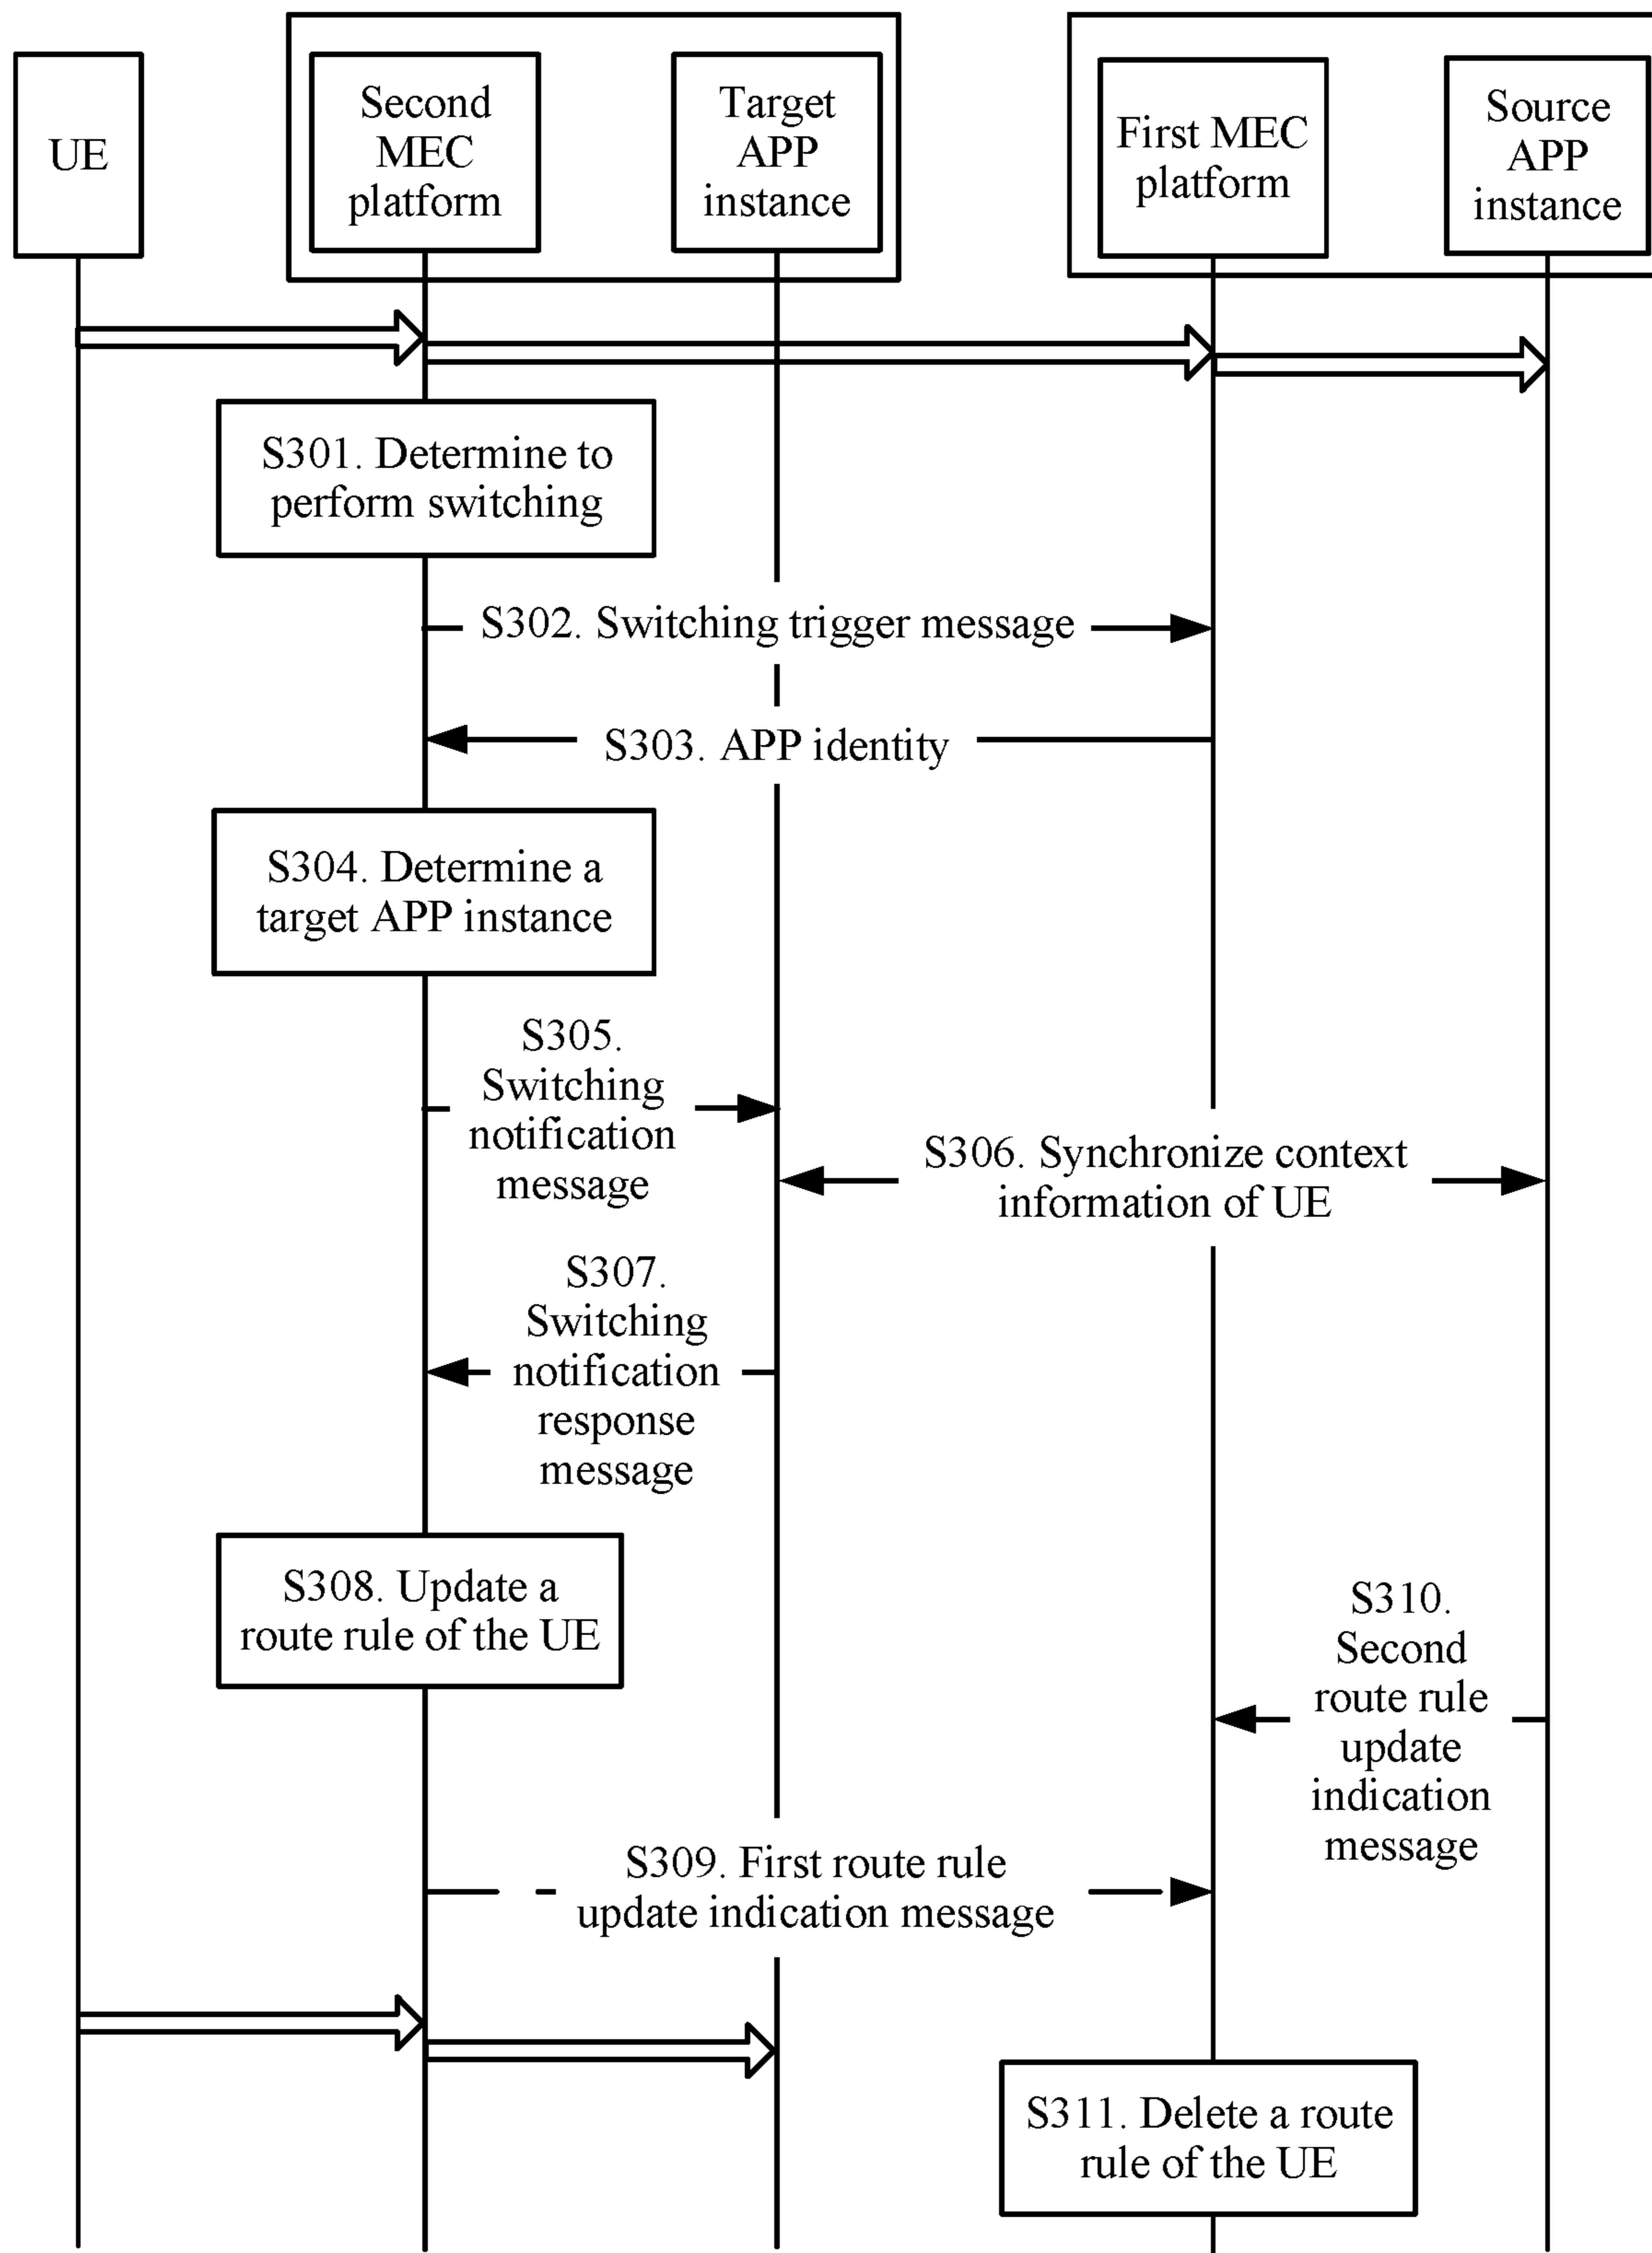 UE
Second
MEC
platform
Target
APP
instance
First MEC
platform
Source
APP
instance
S301. Determine to
perform switching
S302. Switching trigger message
S303. APP identity
S304. Determine a
target APP instance
S305.
Switching
notification
message
S306. Synchronize context
information of UE
S307.
Switching
notification
response
message
S308. Update a
route rule of the UE
S310.
Second
route rule
update
indication
message
S309. First route rule
update indication message
S311. Delete a route
rule of the UE